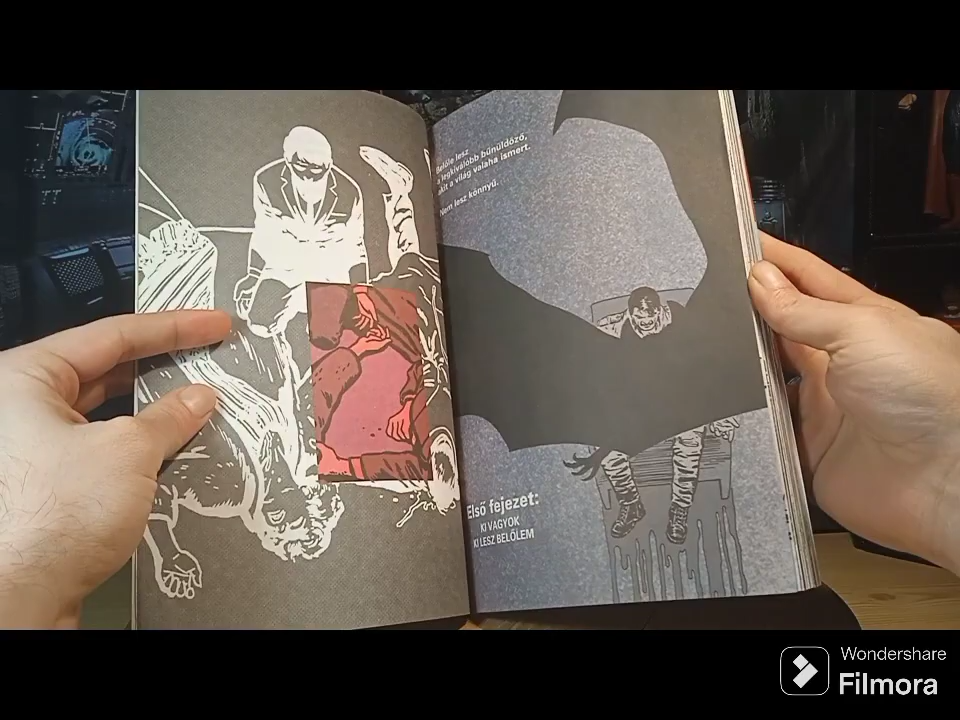 Belőle lesz
a legkiválóbb bűnüldöző,
akit a világ valaha ismert.
Nem lesz könnyű.
Első fejezet:
KI VAGYOK
KI LESZ BELŐLEM
Wondershare
Filmora